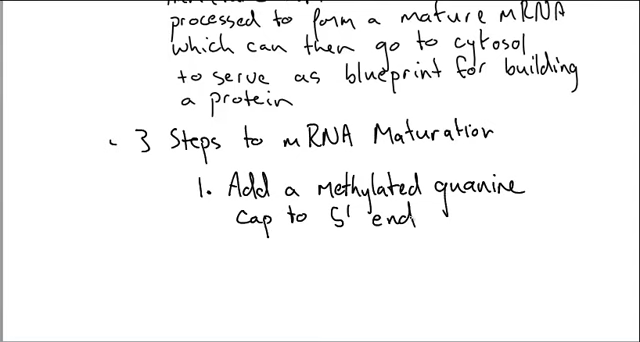 processed to form a mature mRNA
which can then go to cytosol
to serve as blueprint for building
a protein
3 Steps to mRNA Maturation
1. Add a methylated guanine
cap to 5' end